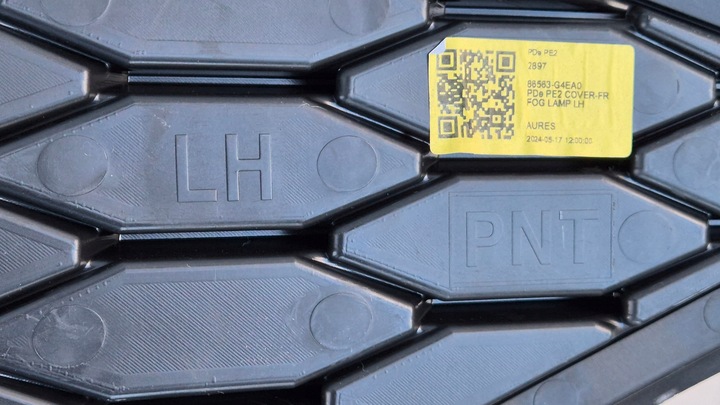 PDe PE2
2897
86563-G4EA0
PDe PE2 COVER-FR
FOG LAMP LH
AURES
2024-05-17 12:00:05
LH
PNT